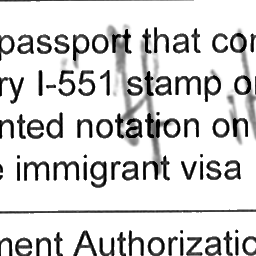 passport that con
ry I-551 stamp o
nted notation on
e immigrant visa
ment Authorizatio